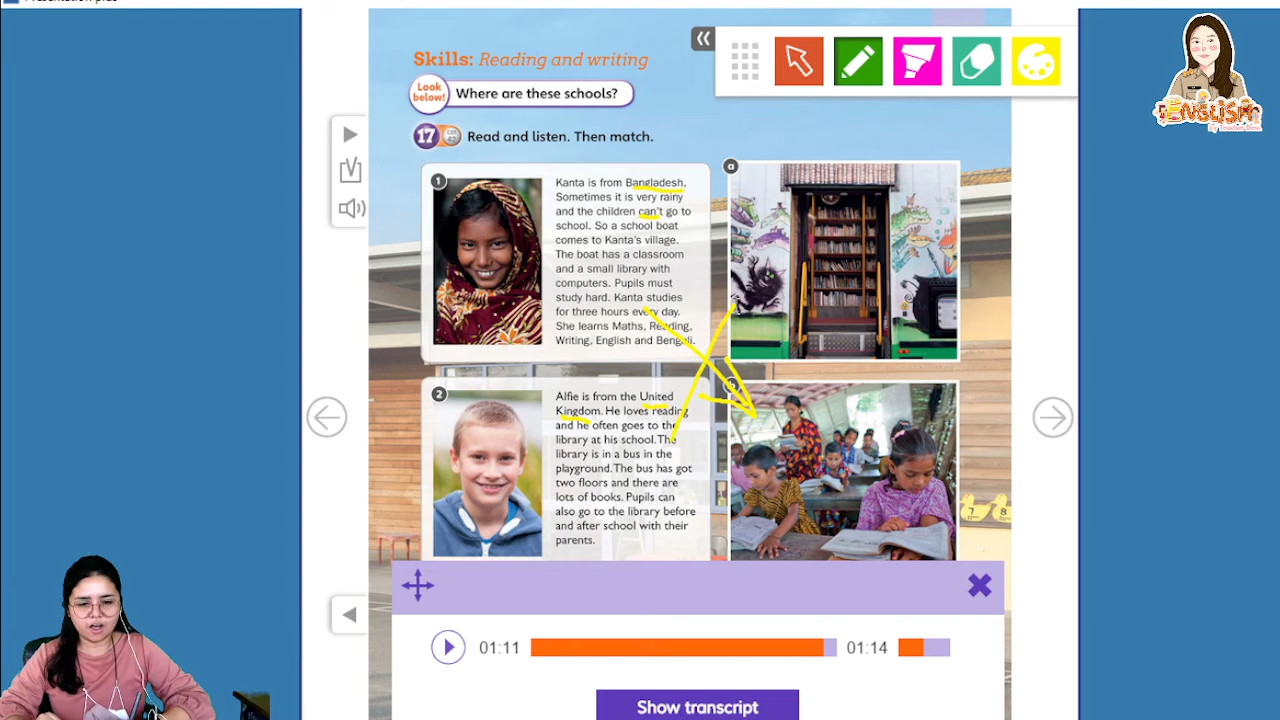 Skills: Reading and writing
Look below!
Where are these schools?
17
Read and listen. Then match.
1
Kanta is from Bangladesh.
Sometimes it is very rainy
and the children can't go to
school. So a school boat
comes to Kanta's village.
The boat has a classroom
and a small library with
computers. Pupils must
study hard. Kanta studies
for three hours every day.
She learns Maths, Reading,
Writing, English and Bengali.
a
2
Alfie is from the United
Kingdom. He loves reading
and he often goes to the
library at his school. The
library is in a bus in the
playground. The bus has got
two floors and there are
lots of books. Pupils can
also go to the library before
and after school with their
parents.
b
7 8
01:11
01:14
Show transcript
ENGLISH